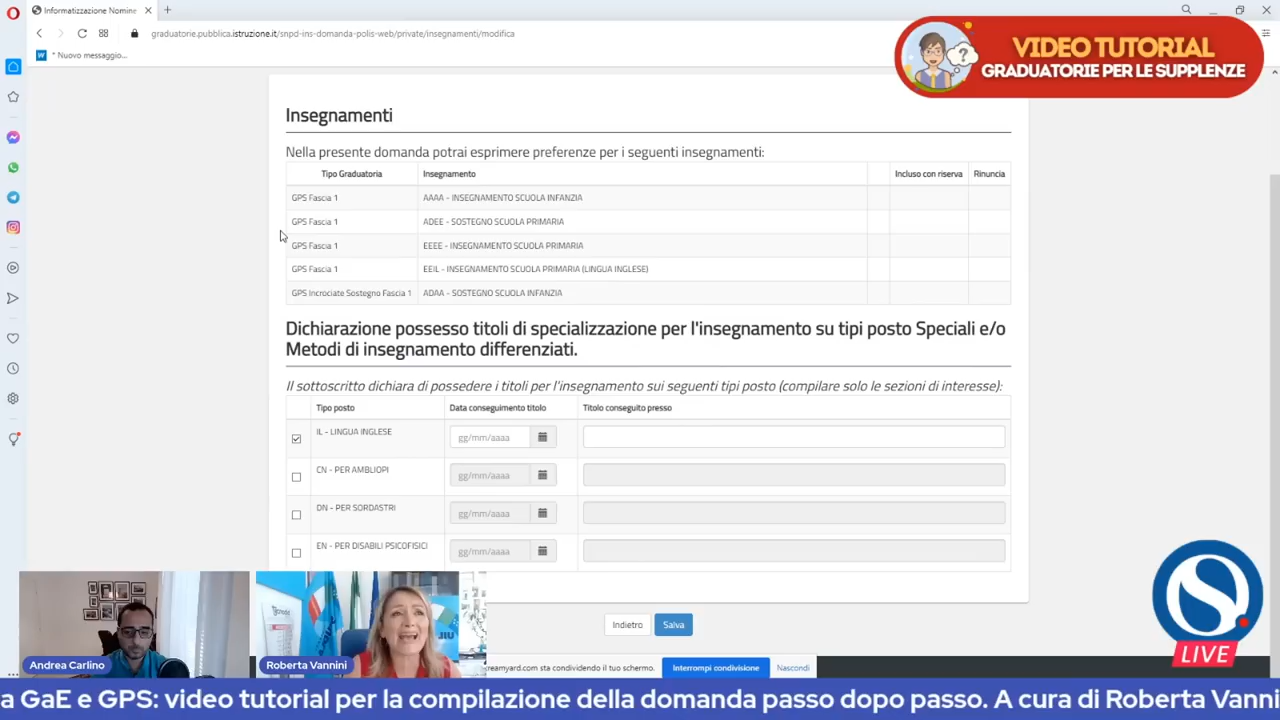 Informatizzazione Nomine
graduatorie.pubblica.istruzione.it/snpd-ins-domanda-polis-web/private/insegnamenti/modifica
* Nuovo messaggio...
VIDEO TUTORIAL
GRADUATORIE PER LE SUPPLENZE
Insegnamenti
Nella presente domanda potrai esprimere preferenze per i seguenti insegnamenti:
Tipo Graduatoria Insegnamento Incluso con riserva Rinuncia
GPS Fascia 1 AAAA - INSEGNAMENTO SCUOLA INFANZIA
GPS Fascia 1 ADEE - SOSTEGNO SCUOLA PRIMARIA
GPS Fascia 1 EEEE - INSEGNAMENTO SCUOLA PRIMARIA
GPS Fascia 1 EEIL - INSEGNAMENTO SCUOLA PRIMARIA (LINGUA INGLESE)
GPS Incrociate Sostegno Fascia 1 ADAA - SOSTEGNO SCUOLA INFANZIA
Dichiarazione possesso titoli di specializzazione per l'insegnamento su tipi posto Speciali e/o
Metodi di insegnamento differenziati.
Il sottoscritto dichiara di possedere i titoli per l'insegnamento sui seguenti tipi posto (compilare solo le sezioni di interesse):
Tipo posto Data conseguimento titolo Titolo conseguito presso
IL - LINGUA INGLESE gg/mm/aaaa
CN - PER AMBLIOPI gg/mm/aaaa
DN - PER SORDASTRI gg/mm/aaaa
EN - PER DISABILI PSICOFISICI gg/mm/aaaa
Indietro Salva
Andrea Carlino
Roberta Vannini
reamyard.com sta condividendo il tuo schermo. Interrompi condivisione Nascondi
S
LIVE
a GaE e GPS: video tutorial per la compilazione della domanda passo dopo passo. A cura di Roberta Vanni